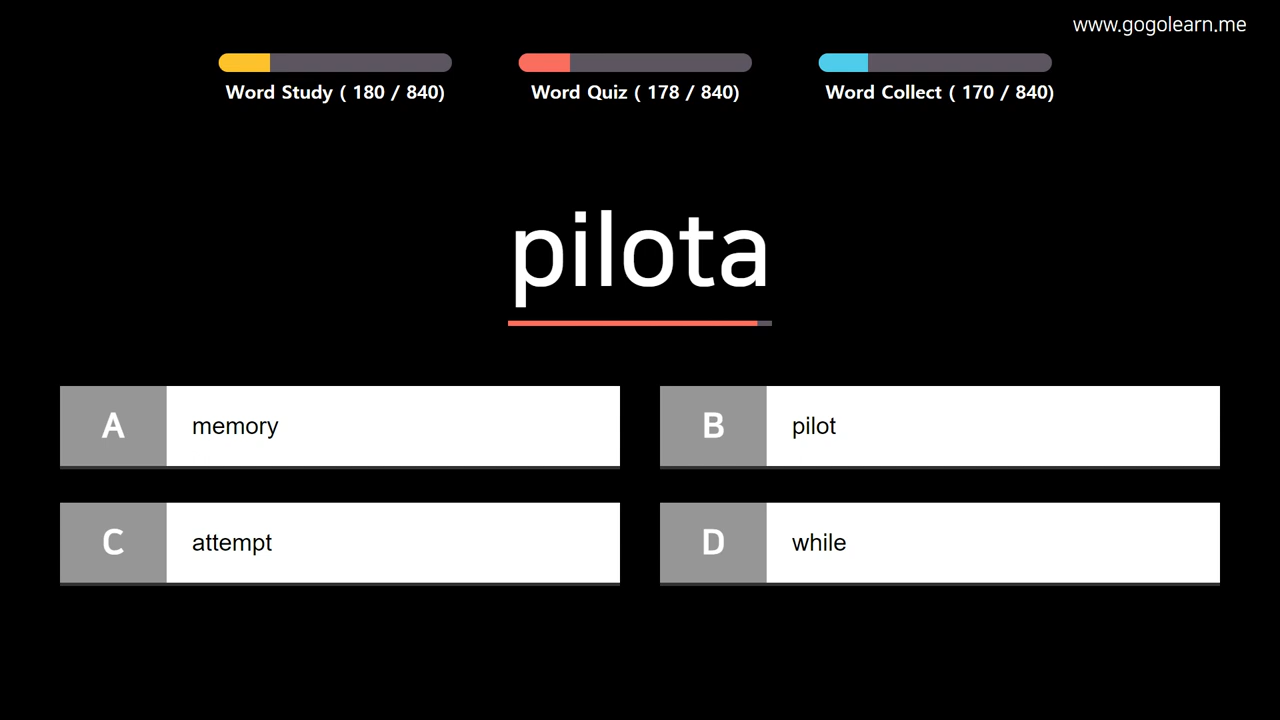 www.gogolearn.me
Word Study ( 180 / 840)
Word Quiz ( 178 / 840)
Word Collect ( 170 / 840)
pilota
A memory
B pilot
C attempt
D while